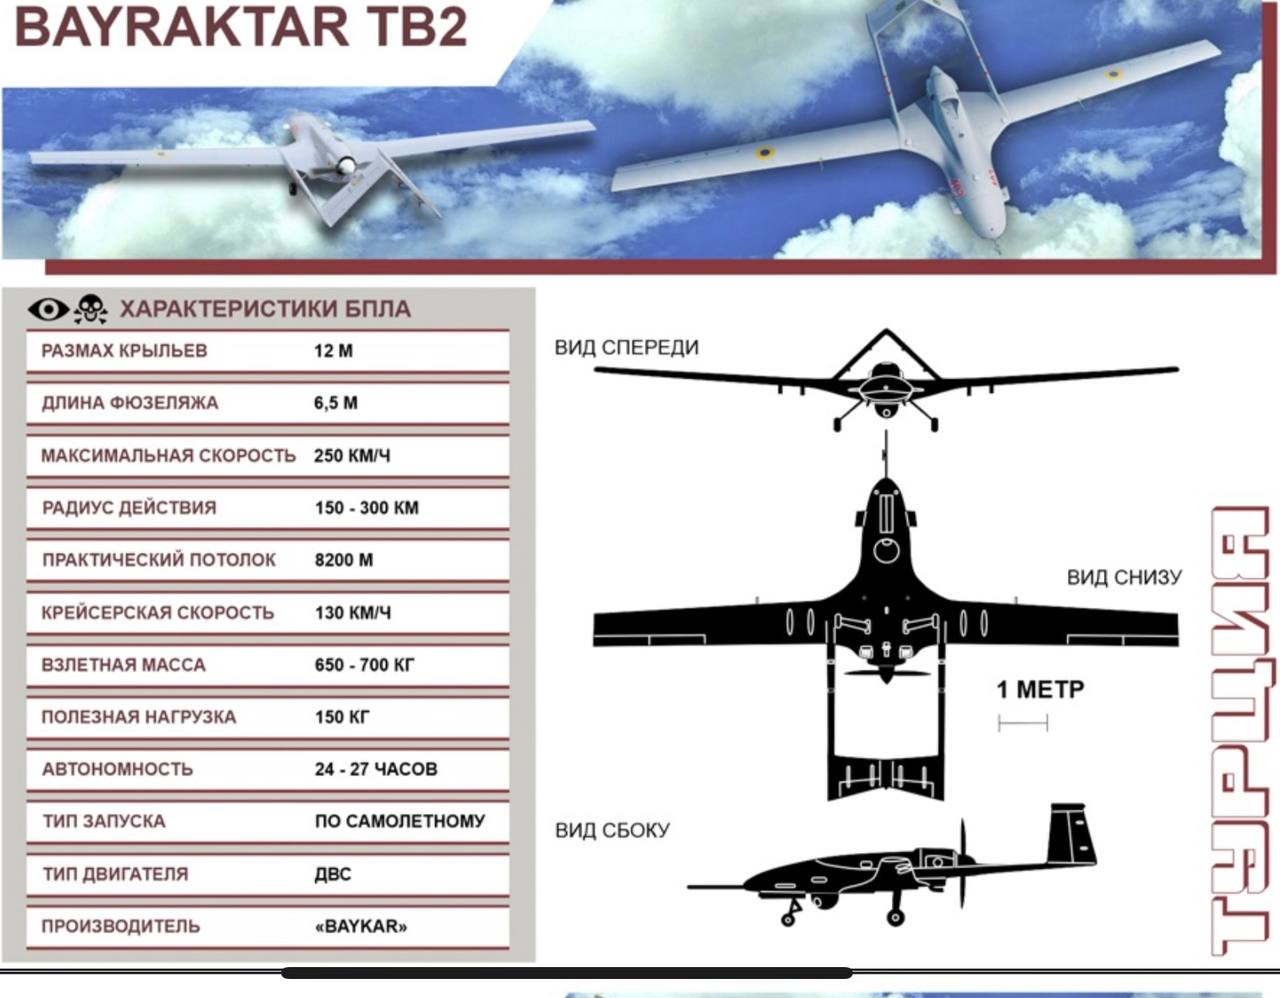 BAYRAKTAR TB2
ХАРАКТЕРИСТИКИ БПЛА
РАЗМАХ КРЫЛЬЕВ 12 М
ДЛИНА ФЮЗЕЛЯЖА 6,5 М
МАКСИМАЛЬНАЯ СКОРОСТЬ 250 КМ/Ч
РАДИУС ДЕЙСТВИЯ 150 - 300 КМ
ПРАКТИЧЕСКИЙ ПОТОЛОК 8200 М
КРЕЙСЕРСКАЯ СКОРОСТЬ 130 КМ/Ч
ВЗЛЕТНАЯ МАССА 650 - 700 КГ
ПОЛЕЗНАЯ НАГРУЗКА 150 КГ
АВТОНОМНОСТЬ 24 - 27 ЧАСОВ
ТИП ЗАПУСКА ПО САМОЛЕТНОМУ
ТИП ДВИГАТЕЛЯ ДВС
ПРОИЗВОДИТЕЛЬ «BAYKAR»
ВИД СПЕРЕДИ
ВИД СНИЗУ
1 МЕТР
ВИД СБОКУ
ТУРЦИЯ